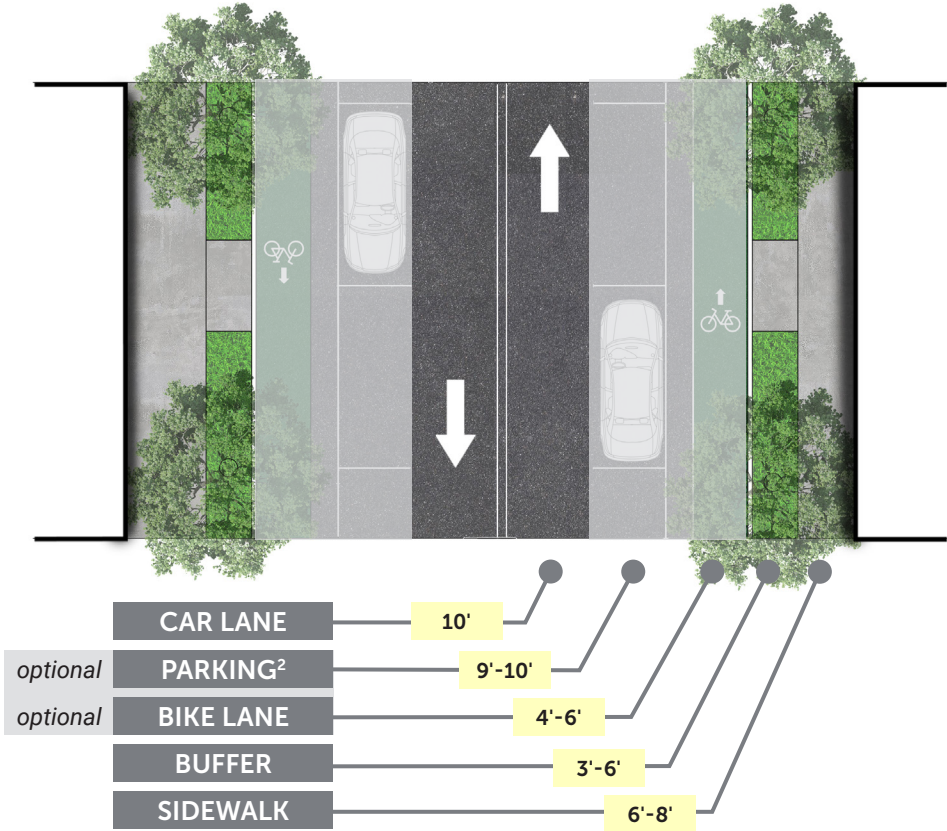 CAR LANE 10'
optional PARKING² 9'-10'
optional BIKE LANE 4'-6'
BUFFER 3'-6'
SIDEWALK 6'-8'